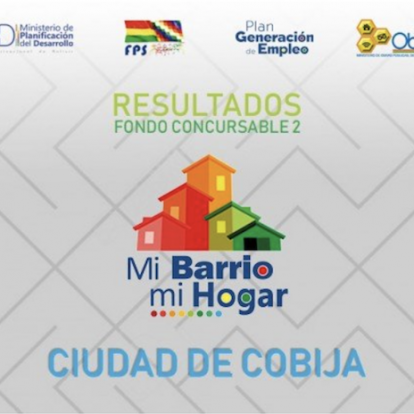 Ministerio de
Planificación
del Desarrollo
FPS
Plan
Generación
de Empleo
RESULTADOS
FONDO CONCURSABLE 2
Mi Barrio
mi Hogar
CIUDAD DE COBIJA